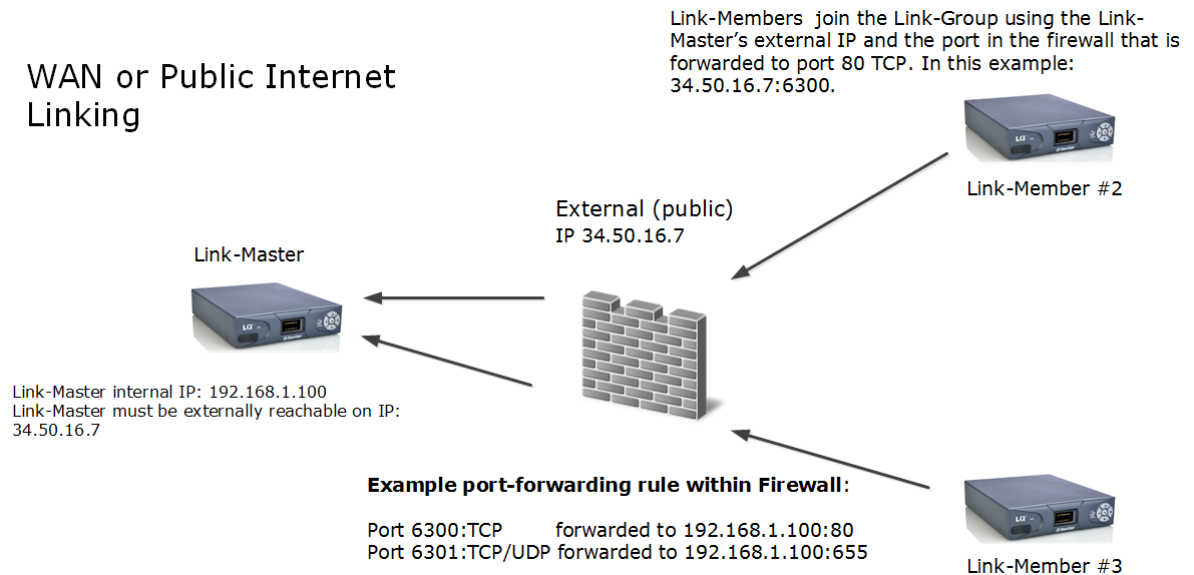 Link-Members  join the Link-Group using the Link-
Master's external IP and the port in the firewall that is
forwarded to port 80 TCP. In this example:
34.50.16.7:6300.
WAN or Public Internet
Linking
LQ
Link-Member #2
External (public)
IP 34.50.16.7
Link-Master
LQ
Link-Master internal IP: 192.168.1.100
Link-Master must be externally reachable on IP:
34.50.16.7
Example port-forwarding rule within Firewall:
Port 6300:TCP forwarded to 192.168.1.100:80
Port 6301:TCP/UDP forwarded to 192.168.1.100:655
LQ
Link-Member #3